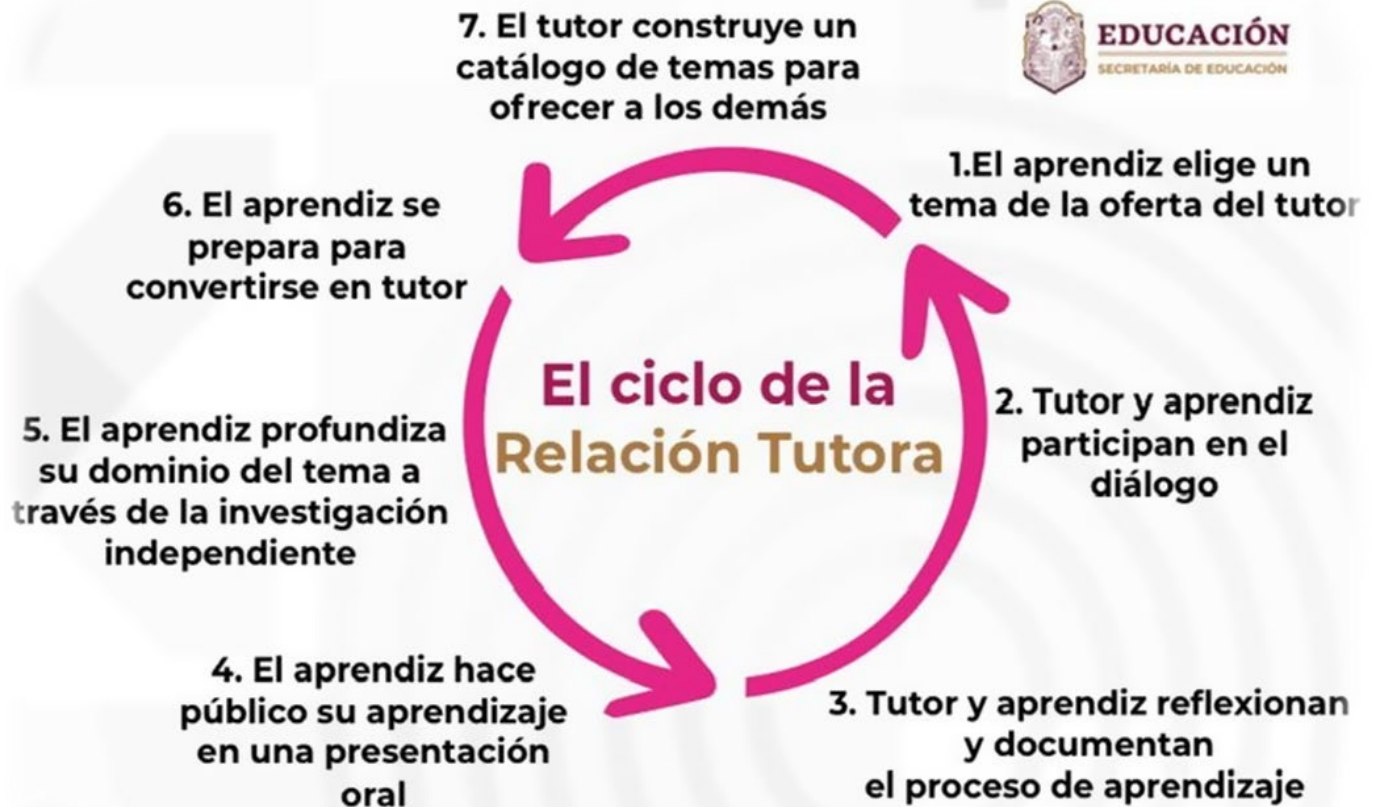 7. El tutor construye un
catálogo de temas para
ofrecer a los demás
EDUCACIÓN
SECRETARÍA DE EDUCACIÓN
1.El aprendiz elige un
tema de la oferta del tutor
6. El aprendiz se
prepara para
convertirse en tutor
El ciclo de la
Relación Tutora
2. Tutor y aprendiz
participan en el
diálogo
5. El aprendiz profundiza
su dominio del tema a
través de la investigación
independiente
4. El aprendiz hace
público su aprendizaje
en una presentación
oral
3. Tutor y aprendiz reflexionan
y documentan
el proceso de aprendizaje